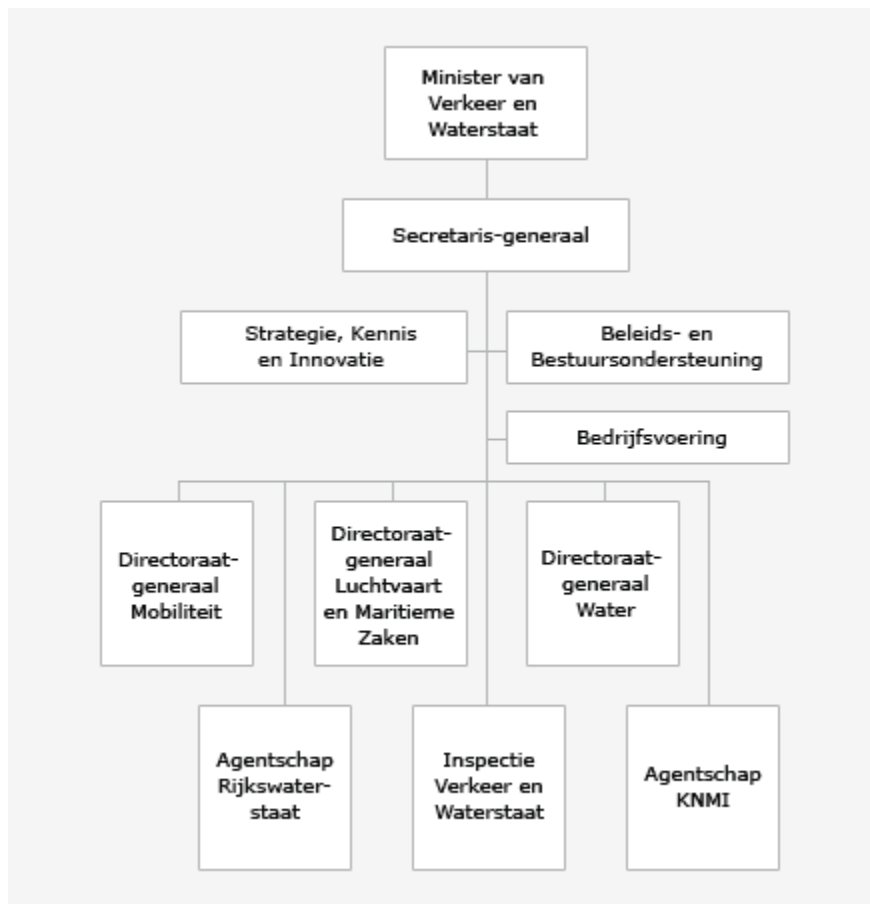 Minister van
Verkeer en
Waterstaat
Secretaris-generaal
Strategie, Kennis
en Innovatie
Beleids- en
Bestuursondersteuning
Bedrijfsvoering
Directoraat-
generaal
Mobiliteit
Directoraat-
generaal
Luchtvaart
en Maritieme
Zaken
Directoraat-
generaal
Water
Agentschap
Rijkswater-
staat
Inspectie
Verkeer en
Waterstaat
Agentschap
KNMI